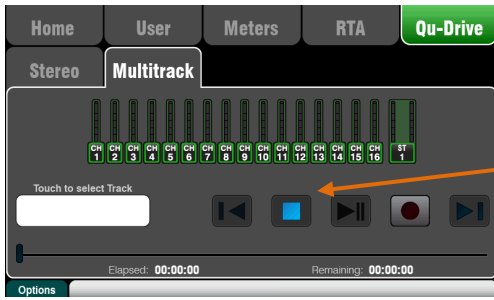 Home User Meters RTA Qu-Drive
Stereo Multitrack
CH 1 CH 2 CH 3 CH 4 CH 5 CH 6 CH 7 CH 8 CH 9 CH 10 CH 11 CH 12 CH 13 CH 14 CH 15 CH 16 ST 1
Touch to select Track
Elapsed: 00:00:00 Remaining: 00:00:00
Options